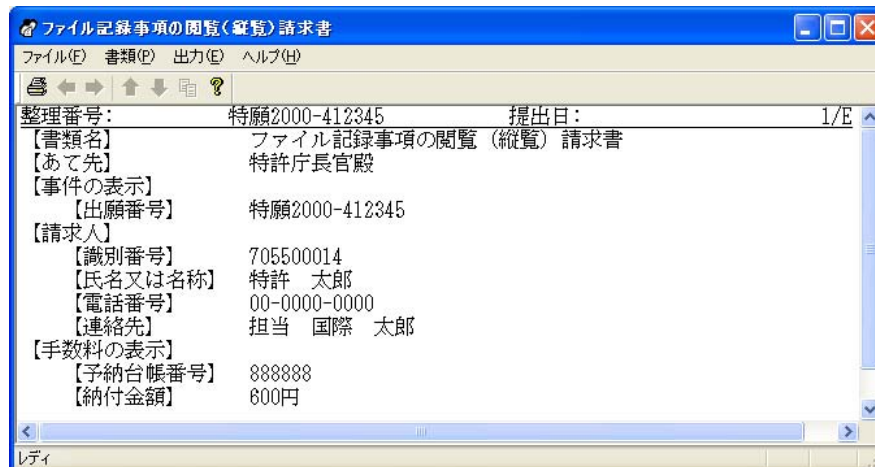 ファイル記録事項の閲覧(縦覧)請求書
ファイル(F) 書類(P) 出力(E) ヘルプ(H)
整理番号: 特願2000-412345 提出日: 1/E
【書類名】 ファイル記録事項の閲覧(縦覧)請求書
【あて先】 特許庁長官殿
【事件の表示】
【出願番号】 特願2000-412345
【請求人】
【識別番号】 705500014
【氏名又は名称】 特許 太郎
【電話番号】 00-0000-0000
【連絡先】 担当 国際 太郎
【手数料の表示】
【予納台帳番号】 888888
【納付金額】 600円
レディ